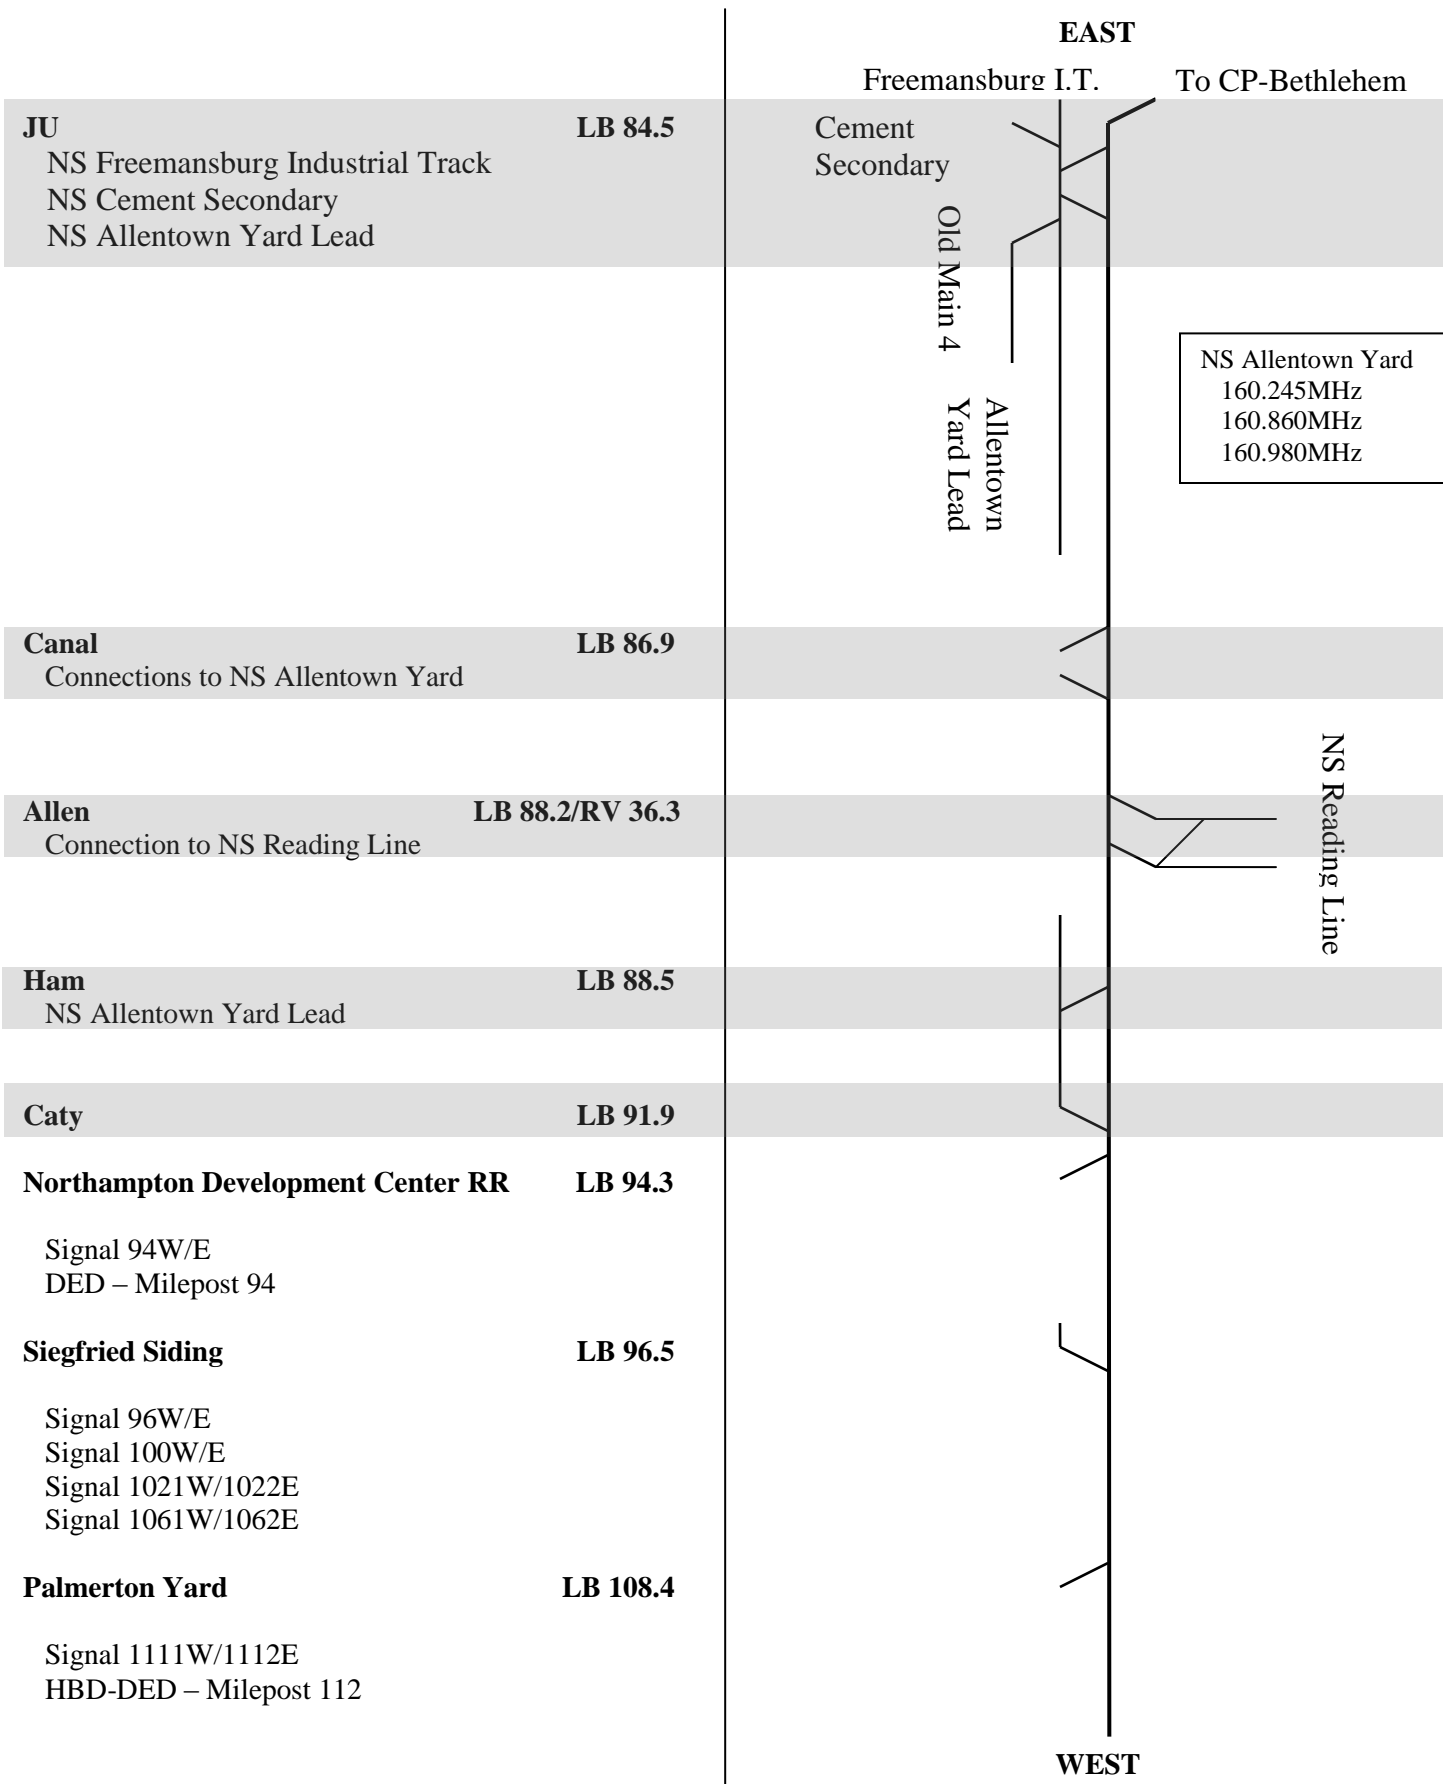 EAST
Freemansburg I.T. To CP-Bethlehem
JU LB 84.5
NS Freemansburg Industrial Track
NS Cement Secondary
NS Allentown Yard Lead
Cement
Secondary
Old Main 4
Allentown
Yard Lead
NS Allentown Yard
160.245MHz
160.860MHz
160.980MHz
Canal LB 86.9
Connections to NS Allentown Yard
Allen LB 88.2/RV 36.3
Connection to NS Reading Line
NS Reading Line
Ham LB 88.5
NS Allentown Yard Lead
Caty LB 91.9
Northampton Development Center RR LB 94.3
Signal 94W/E
DED – Milepost 94
Siegfried Siding LB 96.5
Signal 96W/E
Signal 100W/E
Signal 1021W/1022E
Signal 1061W/1062E
Palmerton Yard LB 108.4
Signal 1111W/1112E
HBD-DED – Milepost 112
WEST